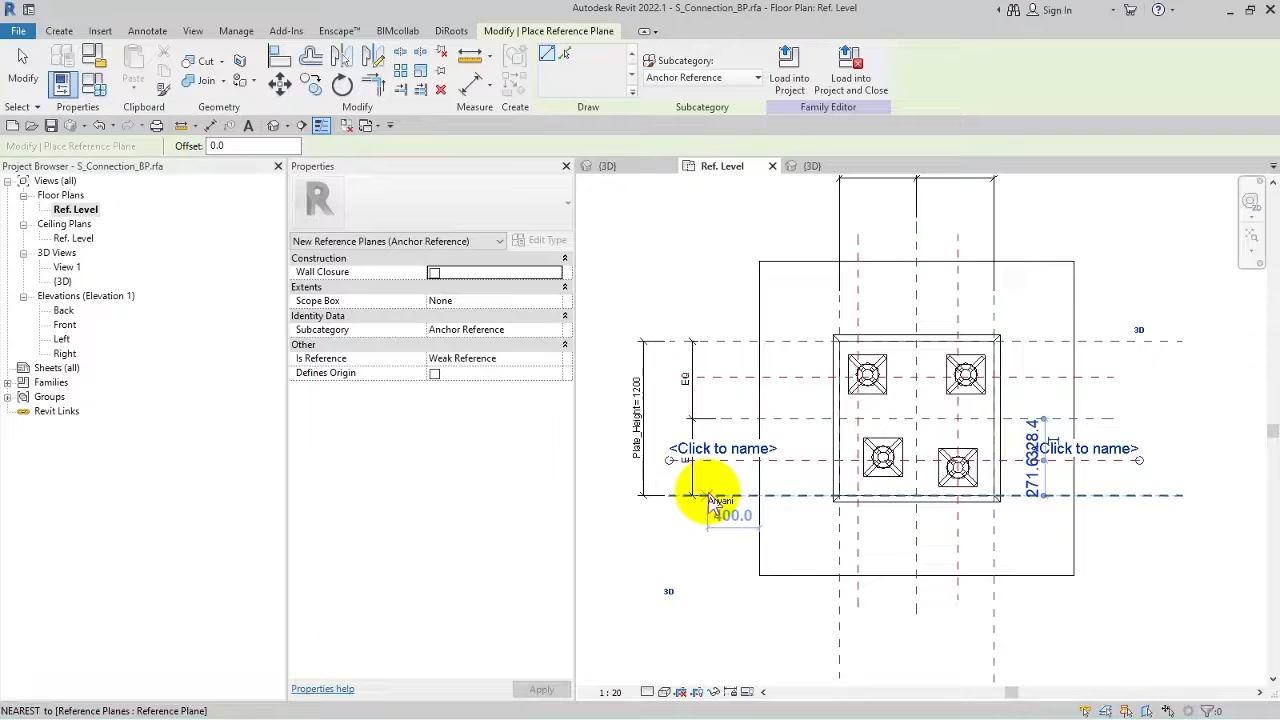 Autodesk Revit 2022.1 - S_Connection_BP.rfa - Floor Plan: Ref. Level
Sign In
File Create Insert Annotate View Manage Add-Ins Enscape™ BIMcollab DiRoots Modify | Place Reference Plane
Modify
Paste
Cut
Join
Subcategory:
Anchor Reference
Load into
Project
Load into
Project and Close
Select
Properties
Clipboard
Geometry
Modify
Measure
Create
Draw
Subcategory
Family Editor
Modify | Place Reference Plane
Offset: 0.0
Project Browser - S_Connection_BP.rfa
Views (all)
Floor Plans
Ref. Level
Ceiling Plans
Ref. Level
3D Views
View 1
{3D}
Elevations (Elevation 1)
Back
Front
Left
Right
Sheets (all)
Families
Groups
Revit Links
Properties
R
New Reference Planes (Anchor Reference)
Edit Type
Construction
Wall Closure
Extents
Scope Box None
Identity Data
Subcategory Anchor Reference
Other
Is Reference Weak Reference
Defines Origin
Properties help
Apply
{3D}
Ref. Level
{3D}
3D
Plate_Height = 1200
EQ
<Click to name>
328.4
271.6
<Click to name>
400.0
3D
1 : 20
NEAREST to [Reference Planes : Reference Plane]
:0